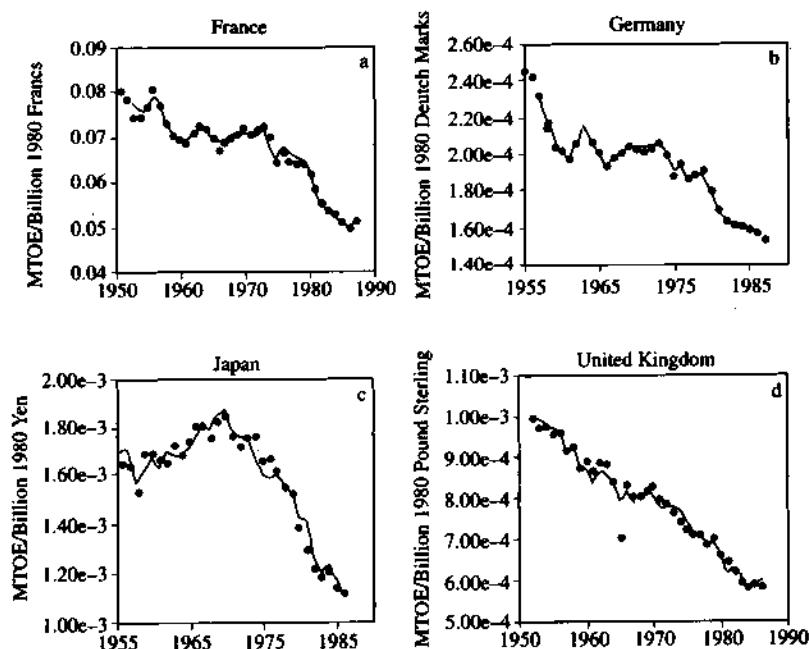 France
a
MTOE/Billion 1980 Francs
0.09
0.08
0.07
0.06
0.05
0.04
1950 1960 1970 1980 1990
Germany
b
MTOE/Billion 1980 Deutch Marks
2.60e-4
2.40e-4
2.20e-4
2.00e-4
1.80e-4
1.60e-4
1.40e-4
1955 1965 1975 1985
Japan
c
MTOE/Billion 1980 Yen
2.00e-3
1.80e-3
1.60e-3
1.40e-3
1.20e-3
1.00e-3
1955 1965 1975 1985
United Kingdom
d
MTOE/Billion 1980 Pound Sterling
1.10e-3
1.00e-3
9.00e-4
8.00e-4
7.00e-4
6.00e-4
5.00e-4
1950 1960 1970 1980 1990